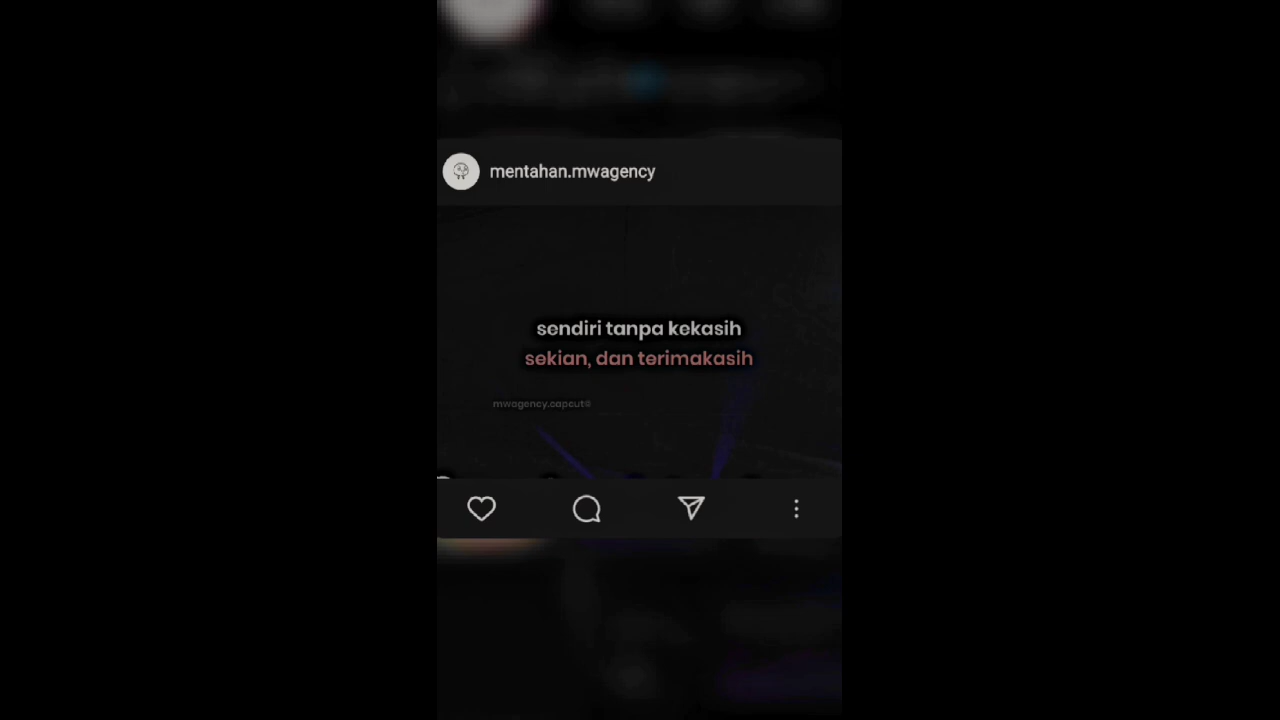 mentahan.mwagency
sendiri tanpa kekasih
sekian, dan terimakasih
mwagency.capcut®